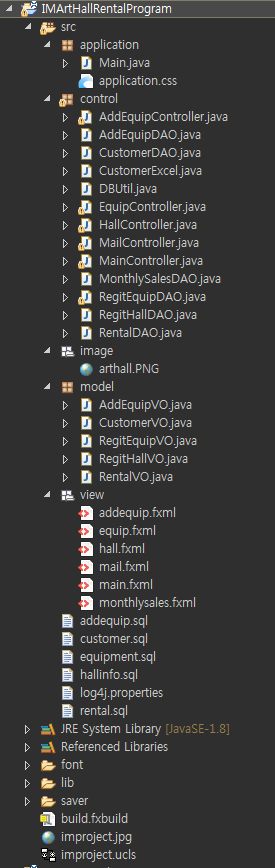 IMArtHallRentalProgram
src
application
Main.java
application.css
control
AddEquipController.java
AddEquipDAO.java
CustomerDAO.java
CustomerExcel.java
DBUtil.java
EquipController.java
HallController.java
MailController.java
MainController.java
MonthlySalesDAO.java
RegitEquipDAO.java
RegitHallDAO.java
RentalDAO.java
image
arthall.PNG
model
AddEquipVO.java
CustomerVO.java
RegitEquipVO.java
RegitHallVO.java
RentalVO.java
view
addequip.fxml
equip.fxml
hall.fxml
mail.fxml
main.fxml
monthlysales.fxml
addequip.sql
customer.sql
equipment.sql
hallinfo.sql
log4j.properties
rental.sql
JRE System Library [JavaSE-1.8]
Referenced Libraries
font
lib
saver
build.fxbuild
improject.jpg
improject.ucls